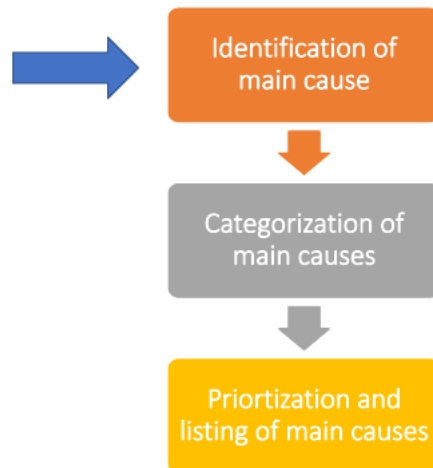 Identification of
main cause
Categorization of
main causes
Priortization and
listing of main causes